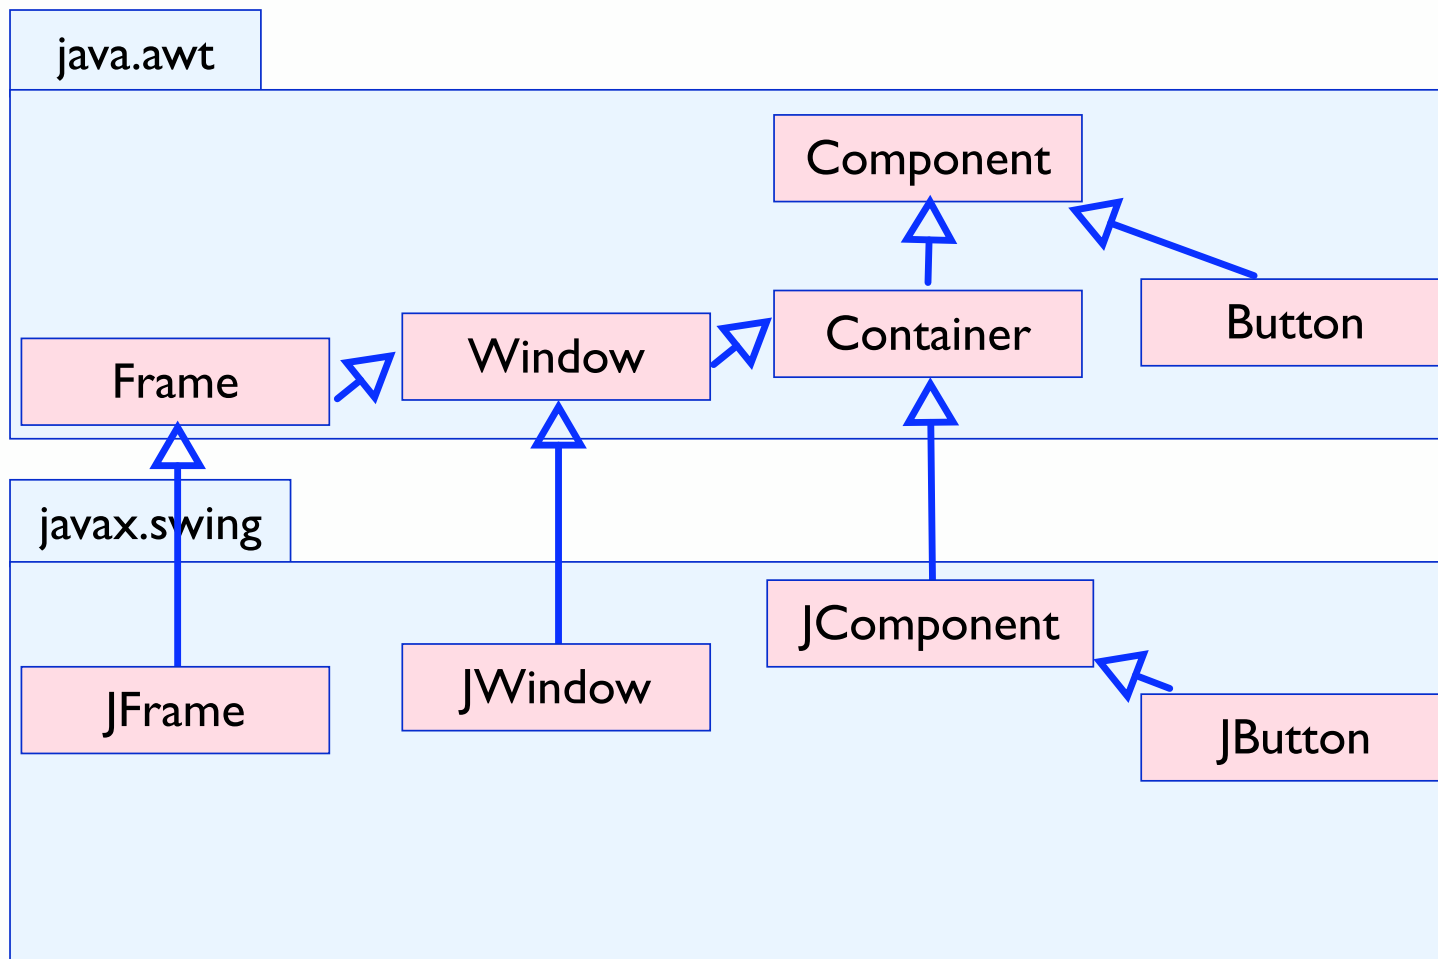 java.awt
Component
Container
Button
Window
Frame
javax.swing
JComponent
JWindow
JFrame
JButton